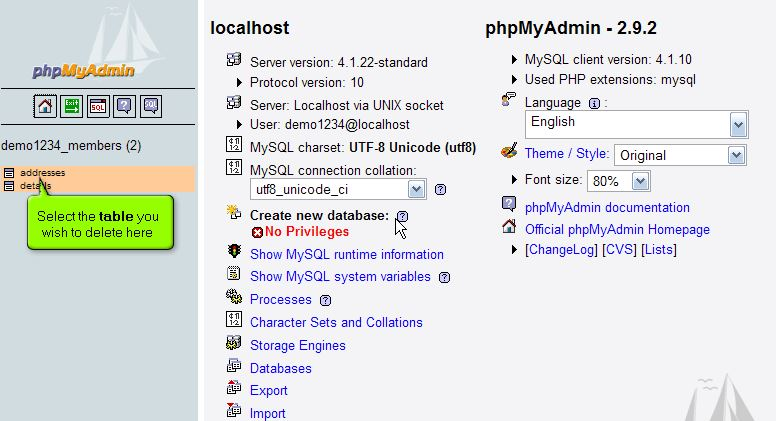 phpMyAdmin
Exit
SQL
SQL
demo1234_members (2)
addresses
details
Select the table you
wish to delete here
localhost
Server version: 4.1.22-standard
Protocol version: 10
Server: Localhost via UNIX socket
User: demo1234@localhost
MySQL charset: UTF-8 Unicode (utf8)
MySQL connection collation:
utf8_unicode_ci
Create new database:
No Privileges
Show MySQL runtime information
Show MySQL system variables
Processes
Character Sets and Collations
Storage Engines
Databases
Export
Import
phpMyAdmin - 2.9.2
MySQL client version: 4.1.10
Used PHP extensions: mysql
Language :
English
Theme / Style: Original
Font size: 80%
phpMyAdmin documentation
Official phpMyAdmin Homepage
[ChangeLog] [CVS] [Lists]